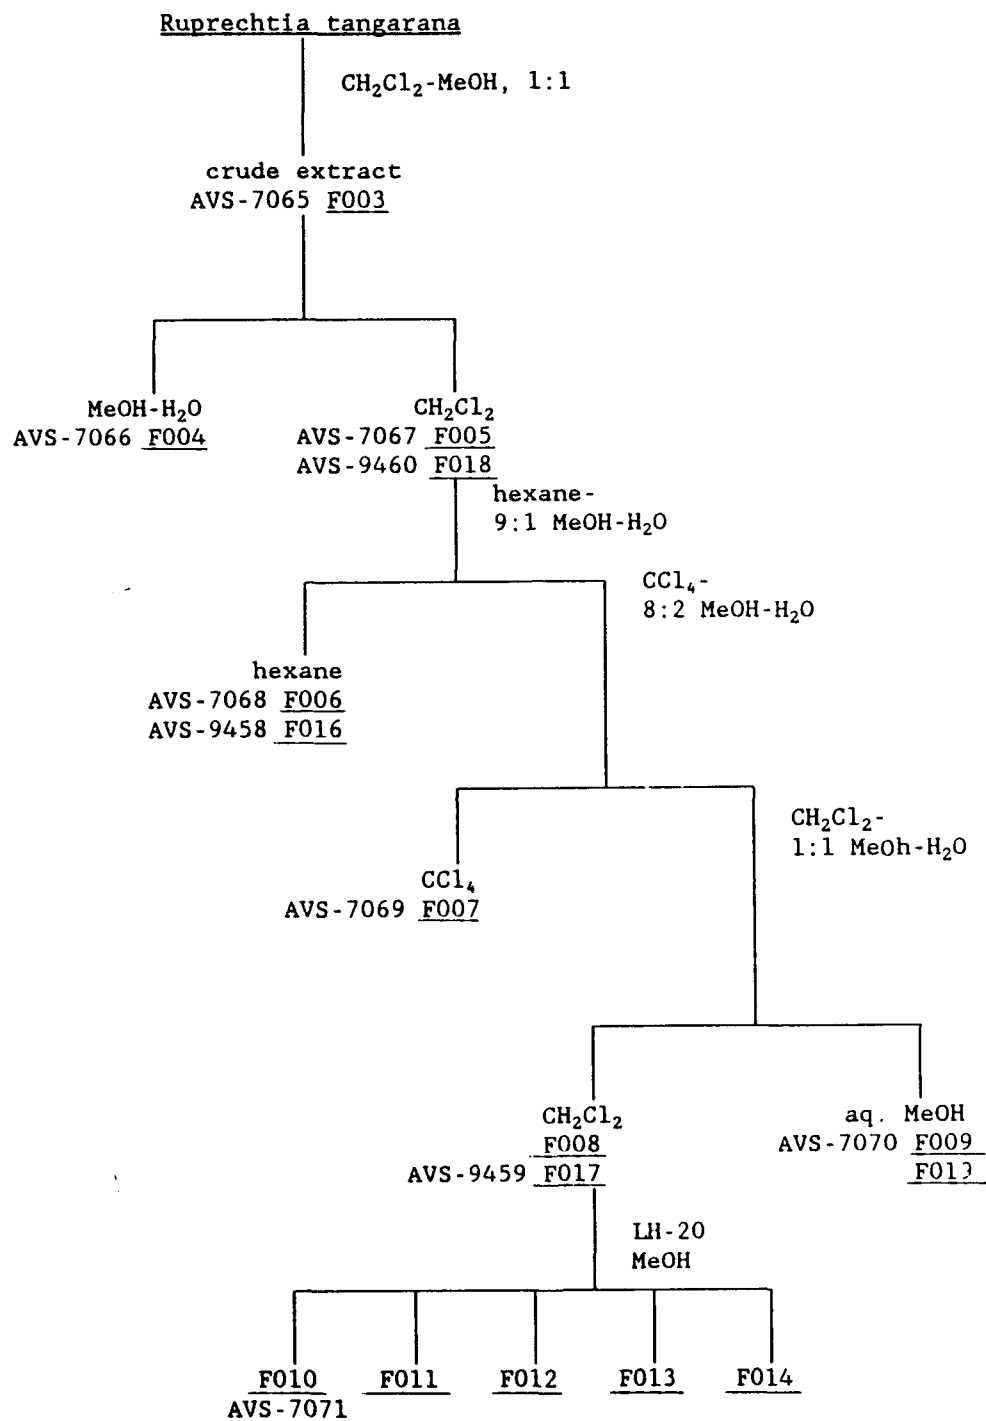 Ruprechtia tangarana
CH₂Cl₂-MeOH, 1:1
crude extract
AVS-7065 F003
MeOH-H₂O
AVS-7066 F004
CH₂Cl₂
AVS-7067 F005
AVS-9460 F018
hexane-
9:1 MeOH-H₂O
CCl₄-
8:2 MeOH-H₂O
hexane
AVS-7068 F006
AVS-9458 F016
CH₂Cl₂-
1:1 MeOh-H₂O
CCl₄
AVS-7069 F007
CH₂Cl₂
F008
AVS-9459 F017
aq. MeOH
AVS-7070 F009
LH-20
MeOH
F010 F011 F012 F013 F014
AVS-7071